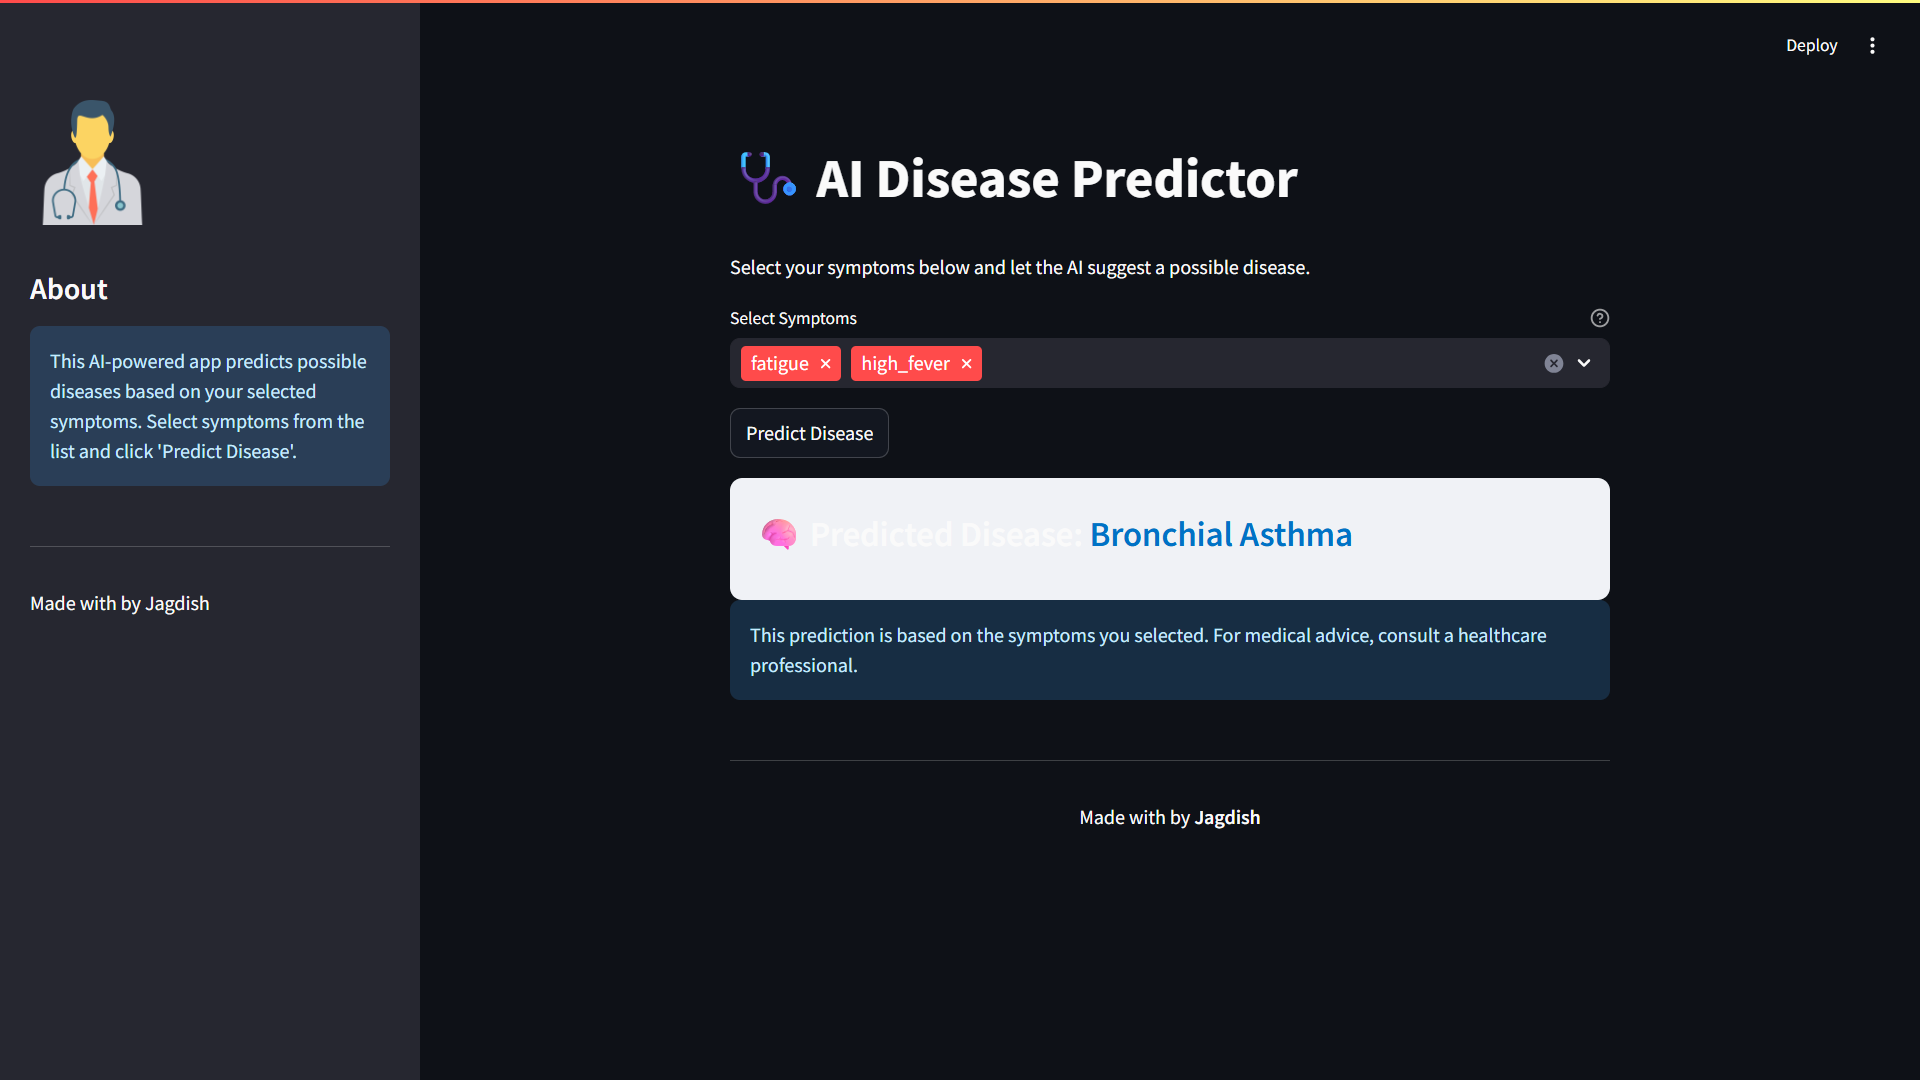 Deploy
About
This AI-powered app predicts possible
diseases based on your selected
symptoms. Select symptoms from the
list and click 'Predict Disease'.
Made with by Jagdish
AI Disease Predictor
Select your symptoms below and let the AI suggest a possible disease.
Select Symptoms
fatigue high_fever
Predict Disease
Predicted Disease: Bronchial Asthma
This prediction is based on the symptoms you selected. For medical advice, consult a healthcare
professional.
Made with by Jagdish